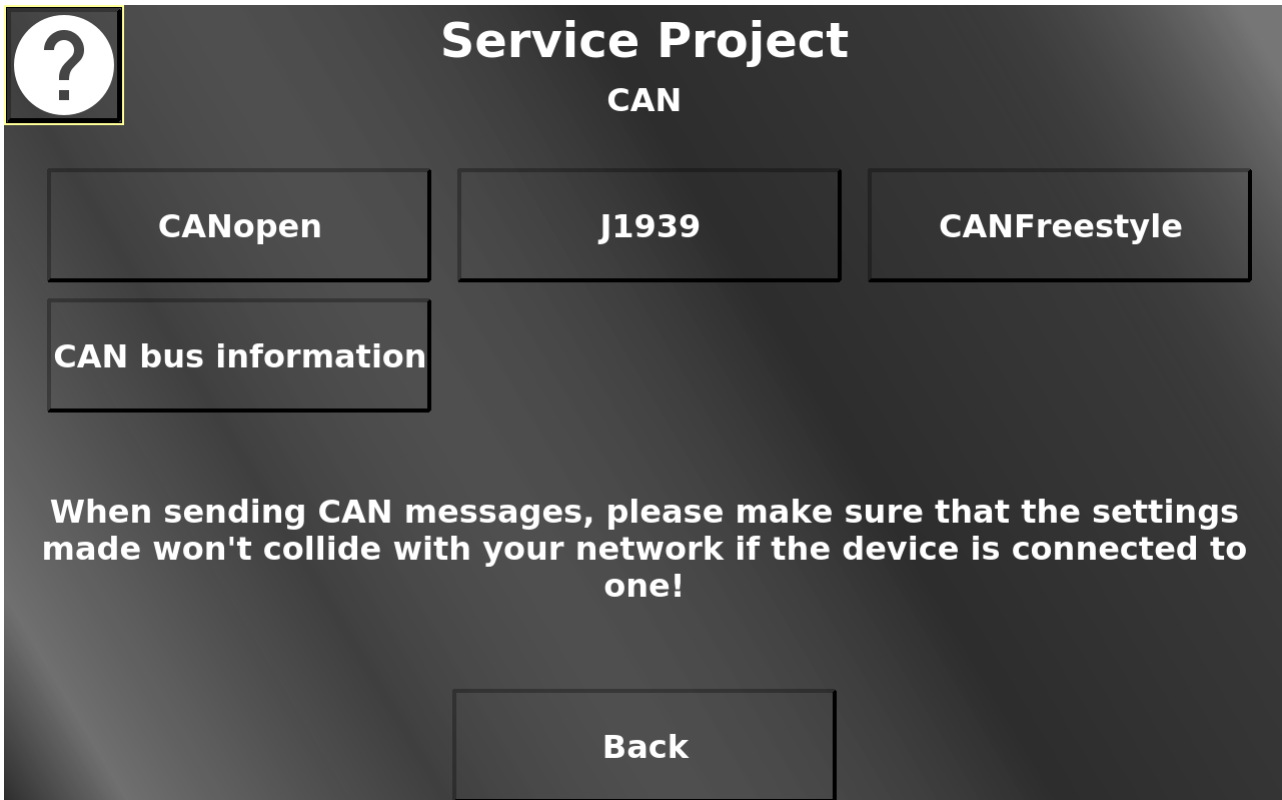 ?
Service Project
CAN
CANopen
J1939
CANFreestyle
CAN bus information
When sending CAN messages, please make sure that the settings
made won't collide with your network if the device is connected to
one!
Back